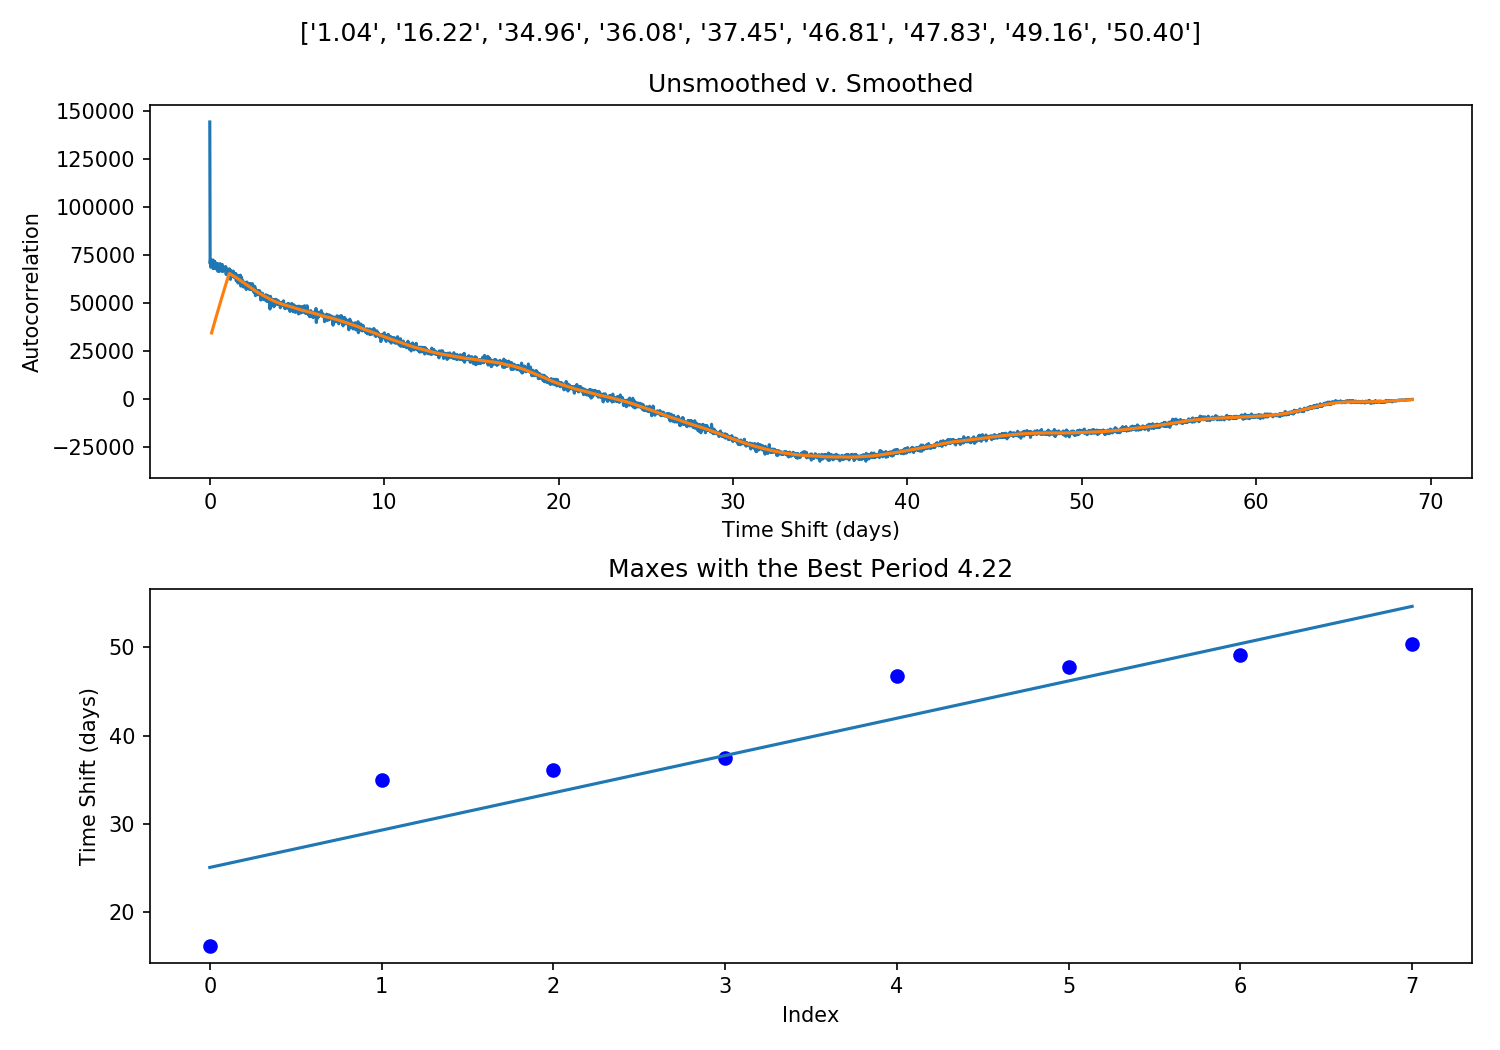 ['1.04', '16.22', '34.96', '36.08', '37.45', '46.81', '47.83', '49.16', '50.40']
Unsmoothed v. Smoothed
150000
125000
100000
75000
50000
25000
0
−25000
Autocorrelation
0 10 20 30 40 50 60 70
Time Shift (days)
Maxes with the Best Period 4.22
50
40
30
20
Time Shift (days)
0 1 2 3 4 5 6 7
Index